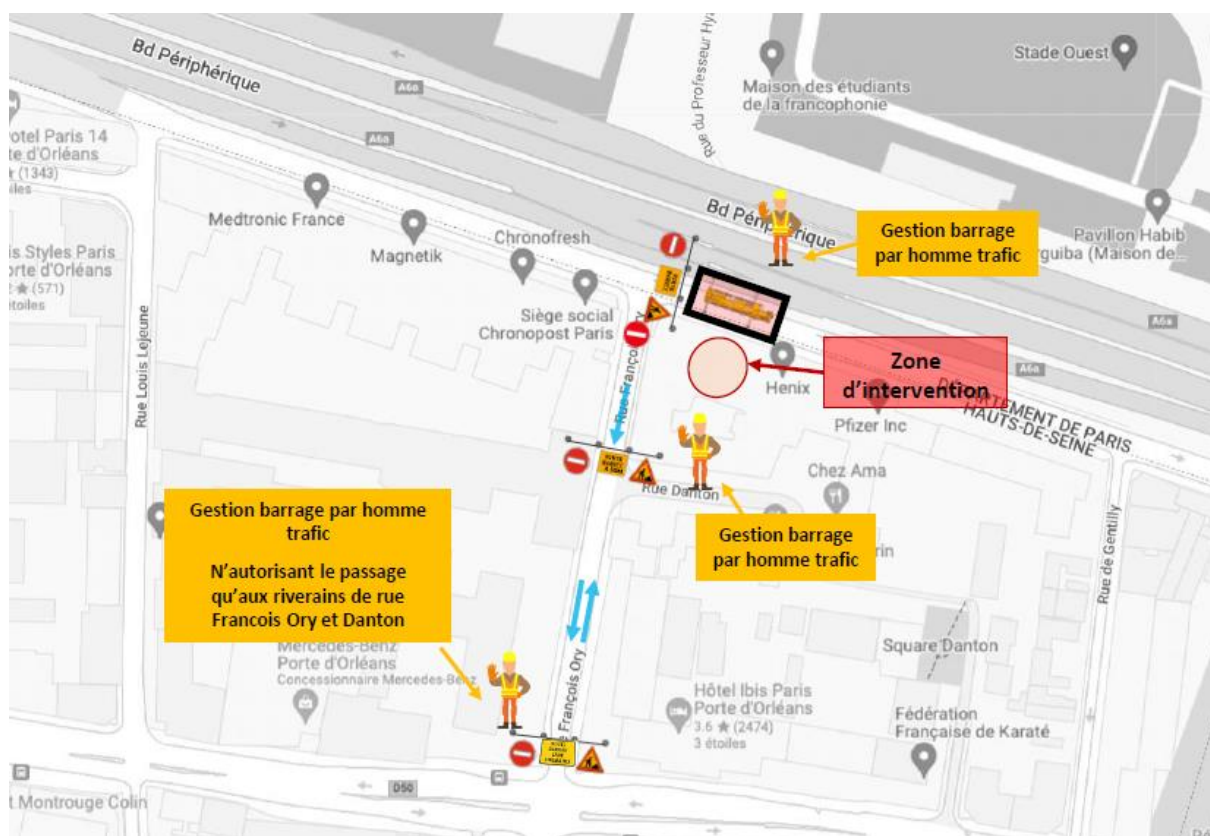 Bd Périphérique
A6a
Rue du Professeur Hya
Stade Ouest
Maison des étudiants
de la francophonie
A6a
otel Paris 14
te d'Orléans
(1343)
iles
Medtronic France
Magnetik
Chronofresh
Siège social
Chronopost Paris
Bd Périphérique
Gestion barrage
par homme trafic
Pavillon Habib
rguiba (Maison de...
A6a
is Styles Paris
orte d'Orléans
(571)
étoiles
Rue Louis Lejeune
Rue François Ory
Henix
Zone
d'intervention
A6a
Pfizer Inc
DÉPARTEMENT DE PARIS
HAUTS-DE-SEINE
Chez Ama
Rue Danton
rin
Gestion barrage
par homme trafic
Rue de Gentilly
Gestion barrage par homme
trafic
N'autorisant le passage
qu'aux riverains de rue
Francois Ory et Danton
Mercedes-Benz
Porte d'Orléans
Concessionnaire Mercedes-Benz
e François Ory
Square Danton
Hôtel Ibis Paris
Porte d'Orléans
3.6 ★ (2474)
3 étoiles
Fédération
Française de Karaté
D50
t Montrouge Colin